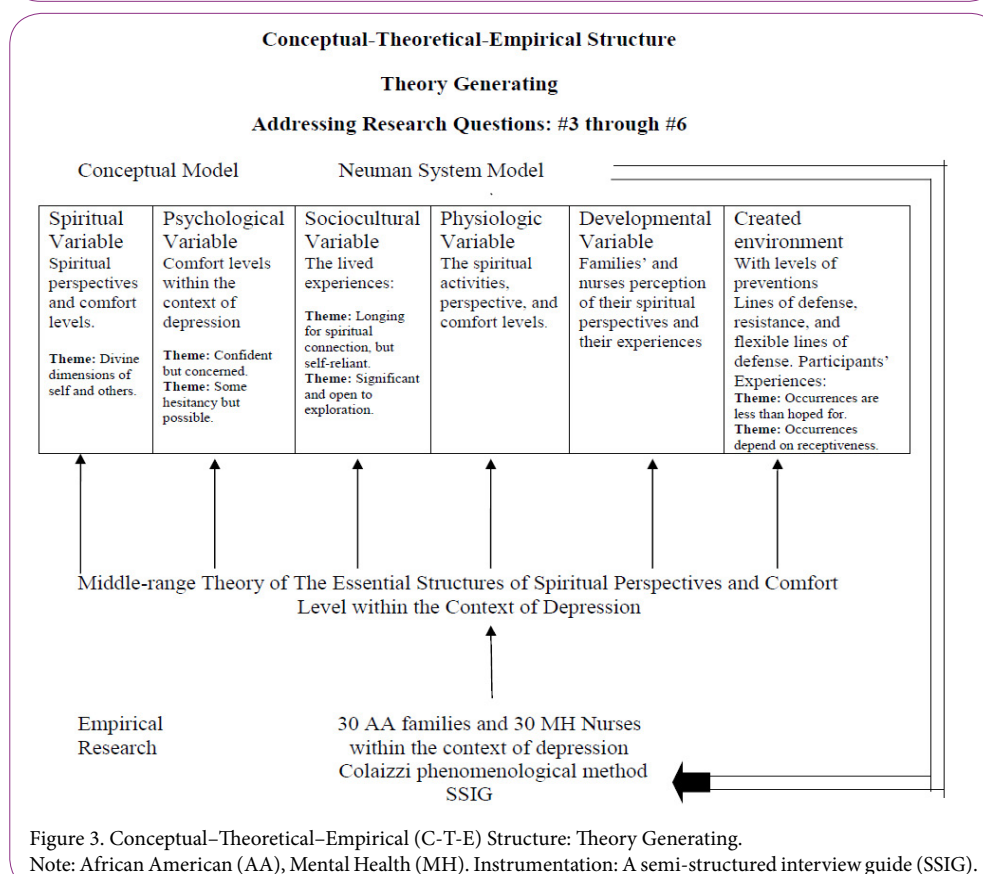 Conceptual-Theoretical-Empirical Structure
Theory Generating
Addressing Research Questions: #3 through #6
Conceptual Model
Neuman System Model
Spiritual
Variable
Spiritual
perspectives
and comfort
levels.
Theme: Divine
dimensions of
self and others.
Psychological
Variable
Comfort levels
within the
context of
depression
Theme: Confident
but concerned.
Theme: Some
hesitancy but
possible.
Sociocultural
Variable
The lived
experiences:
Theme: Longing
for spiritual
connection, but
self-reliant.
Theme: Significant
and open to
exploration.
Physiologic
Variable
The spiritual
activities,
perspective, and
comfort levels.
Developmental
Variable
Families’ and
nurses perception
of their spiritual
perspectives and
their experiences
Created
environment
With levels of
preventions
Lines of defense,
resistance, and
flexible lines of
defense. Participants’
Experiences:
Theme: Occurrences are
less than hoped for.
Theme: Occurrences
depend on receptiveness.
Middle-range Theory of The Essential Structures of Spiritual Perspectives and Comfort
Level within the Context of Depression
Empirical
Research
30 AA families and 30 MH Nurses
within the context of depression
Colaizzi phenomenological method
SSIG
Figure 3. Conceptual–Theoretical–Empirical (C-T-E) Structure: Theory Generating.
Note: African American (AA), Mental Health (MH). Instrumentation: A semi-structured interview guide (SSIG).